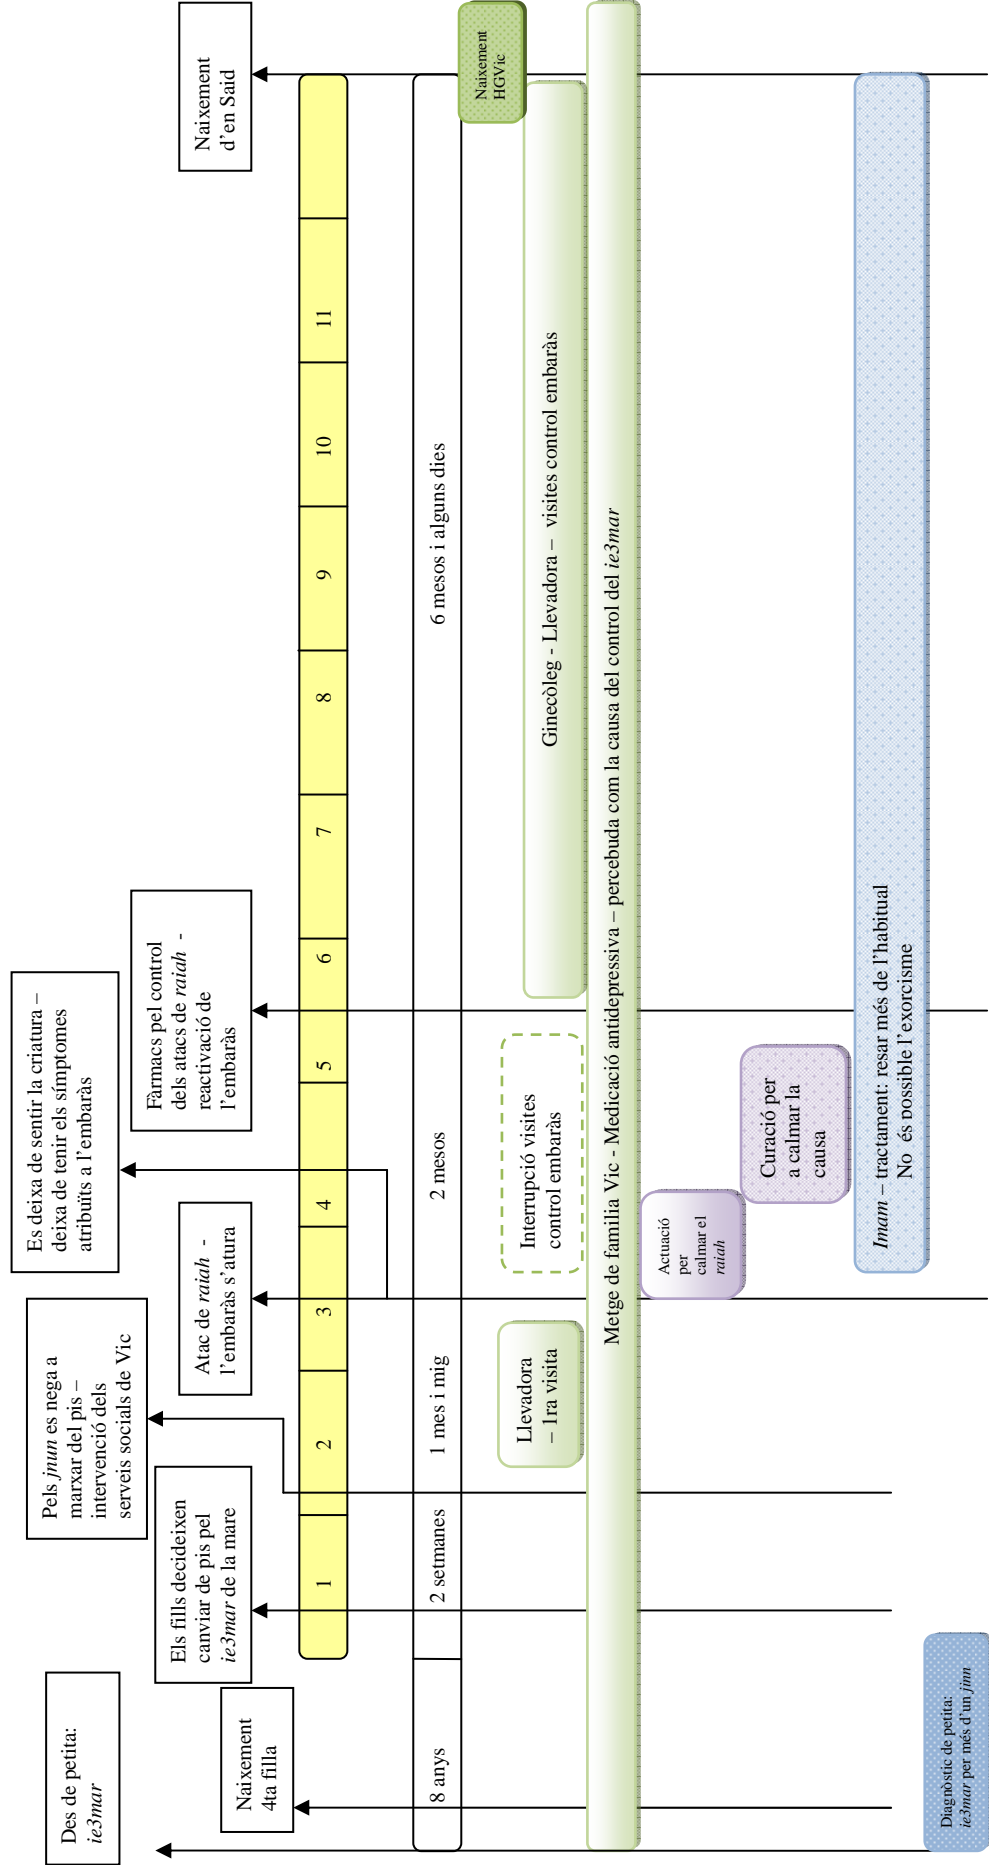 Des de petita:
ie3mar
Naixement
4ta filla
Els fills decideixen
canviar de pis pel
ie3mar de la mare
Pels jnun es nega a
marxar del pis –
intervenció dels
serveis socials de Vic
Atac de raiah -
l’embaràs s’atura
Es deixa de sentir la criatura –
deixa de tenir els símptomes
atribuïts a l’embaràs
Fàrmacs pel control
dels attacs de raiah -
reactivació de
l’embaràs
Naixement
d’en Said
1 2 3 4 5 6 7 8 9 10 11
8 anys 2 setmanes 1 mes i mig 2 mesos 6 mesos i alguns dies
Naixement
HGVic
Llevadora
– 1ra visita
Interrupció visites
control embaràs
Ginecòleg - Llevadora – visites control embaràs
Metge de familia Vic - Medicació antidepressiva – percebuda com la causa del control del ie3mar
Actuació
per
calmar el
raiah
Curació per
a calmar la
causa
Imam – tractament: resar més de l’habitual
No és possible l’exorcisme
Diagnòstic de petita:
ie3mar per més d’un jinn